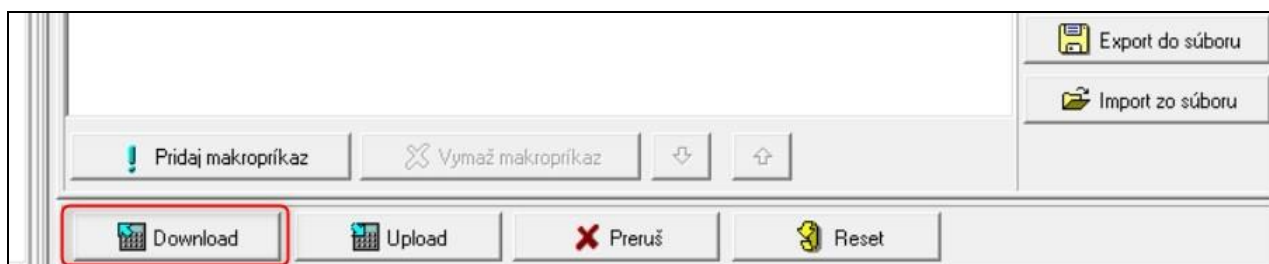 Export do súboru
Import zo súboru
Pridaj makropríkaz
Vymaž makropríkaz
Download
Upload
Preruš
Reset